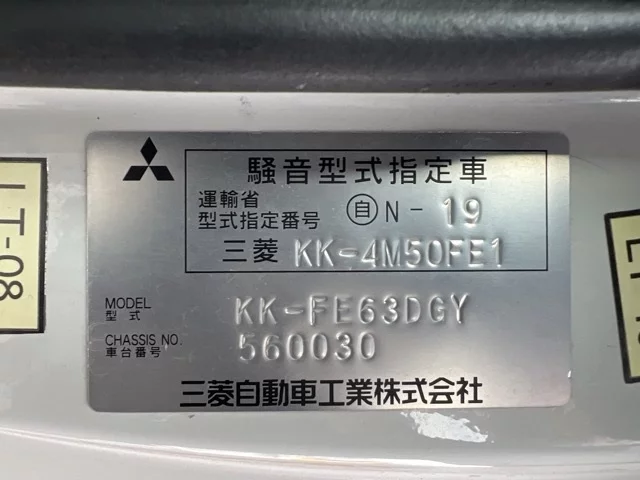 騒音型式指定車
運輸省
型式指定番号 自N-19
三菱 KK-4M50FE1
MODEL
型式 KK-FE63DGY
CHASSIS NO.
車台番号 560030
三菱自動車工業株式会社
LT-08